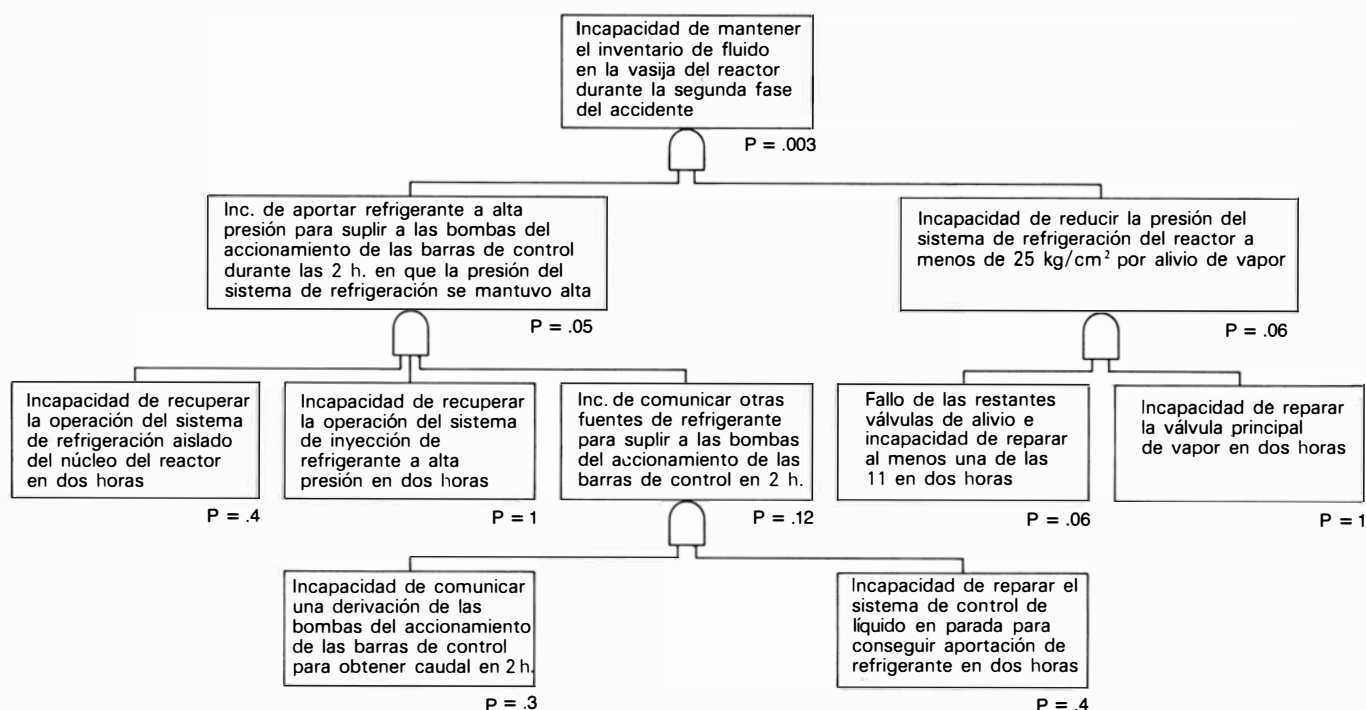 Incapacidad de mantener
el inventario de fluido
en la vasija del reactor
durante la segunda fase
del accidente
P = .003
Inc. de aportar refrigerante a alta
presión para suplir a las bombas del
accionamiento de las barras de control
durante las 2 h. en que la presión del
sistema de refrigeración se mantuvo alta
P = .05
Incapacidad de reducir la presión del
sistema de refrigeración del reactor a
menos de 25 kg/cm² por alivio de vapor
P = .06
Incapacidad de recuperar
la operación del sistema
de refrigeración aislado
del núcleo del reactor
en dos horas
P = .4
Incapacidad de recuperar
la operación del sistema
de inyección de
refrigerante a alta
presión en dos horas
P = 1
Inc. de comunicar otras
fuentes de refrigerante
para suplir a las bombas
del accionamiento de las
barras de control en 2 h.
P = .12
Fallo de las restantes
válvulas de alivio e
incapacidad de reparar
al menos una de las
11 en dos horas
P = .06
Incapacidad de reparar
la válvula principal
de vapor en dos horas
P = 1
Incapacidad de comunicar
una derivación de las
bombas del accionamiento
de las barras de control
para obtener caudal en 2 h.
P = .3
Incapacidad de reparar el
sistema de control de
líquido en parada para
conseguir aportación de
refrigerante en dos horas
P = .4